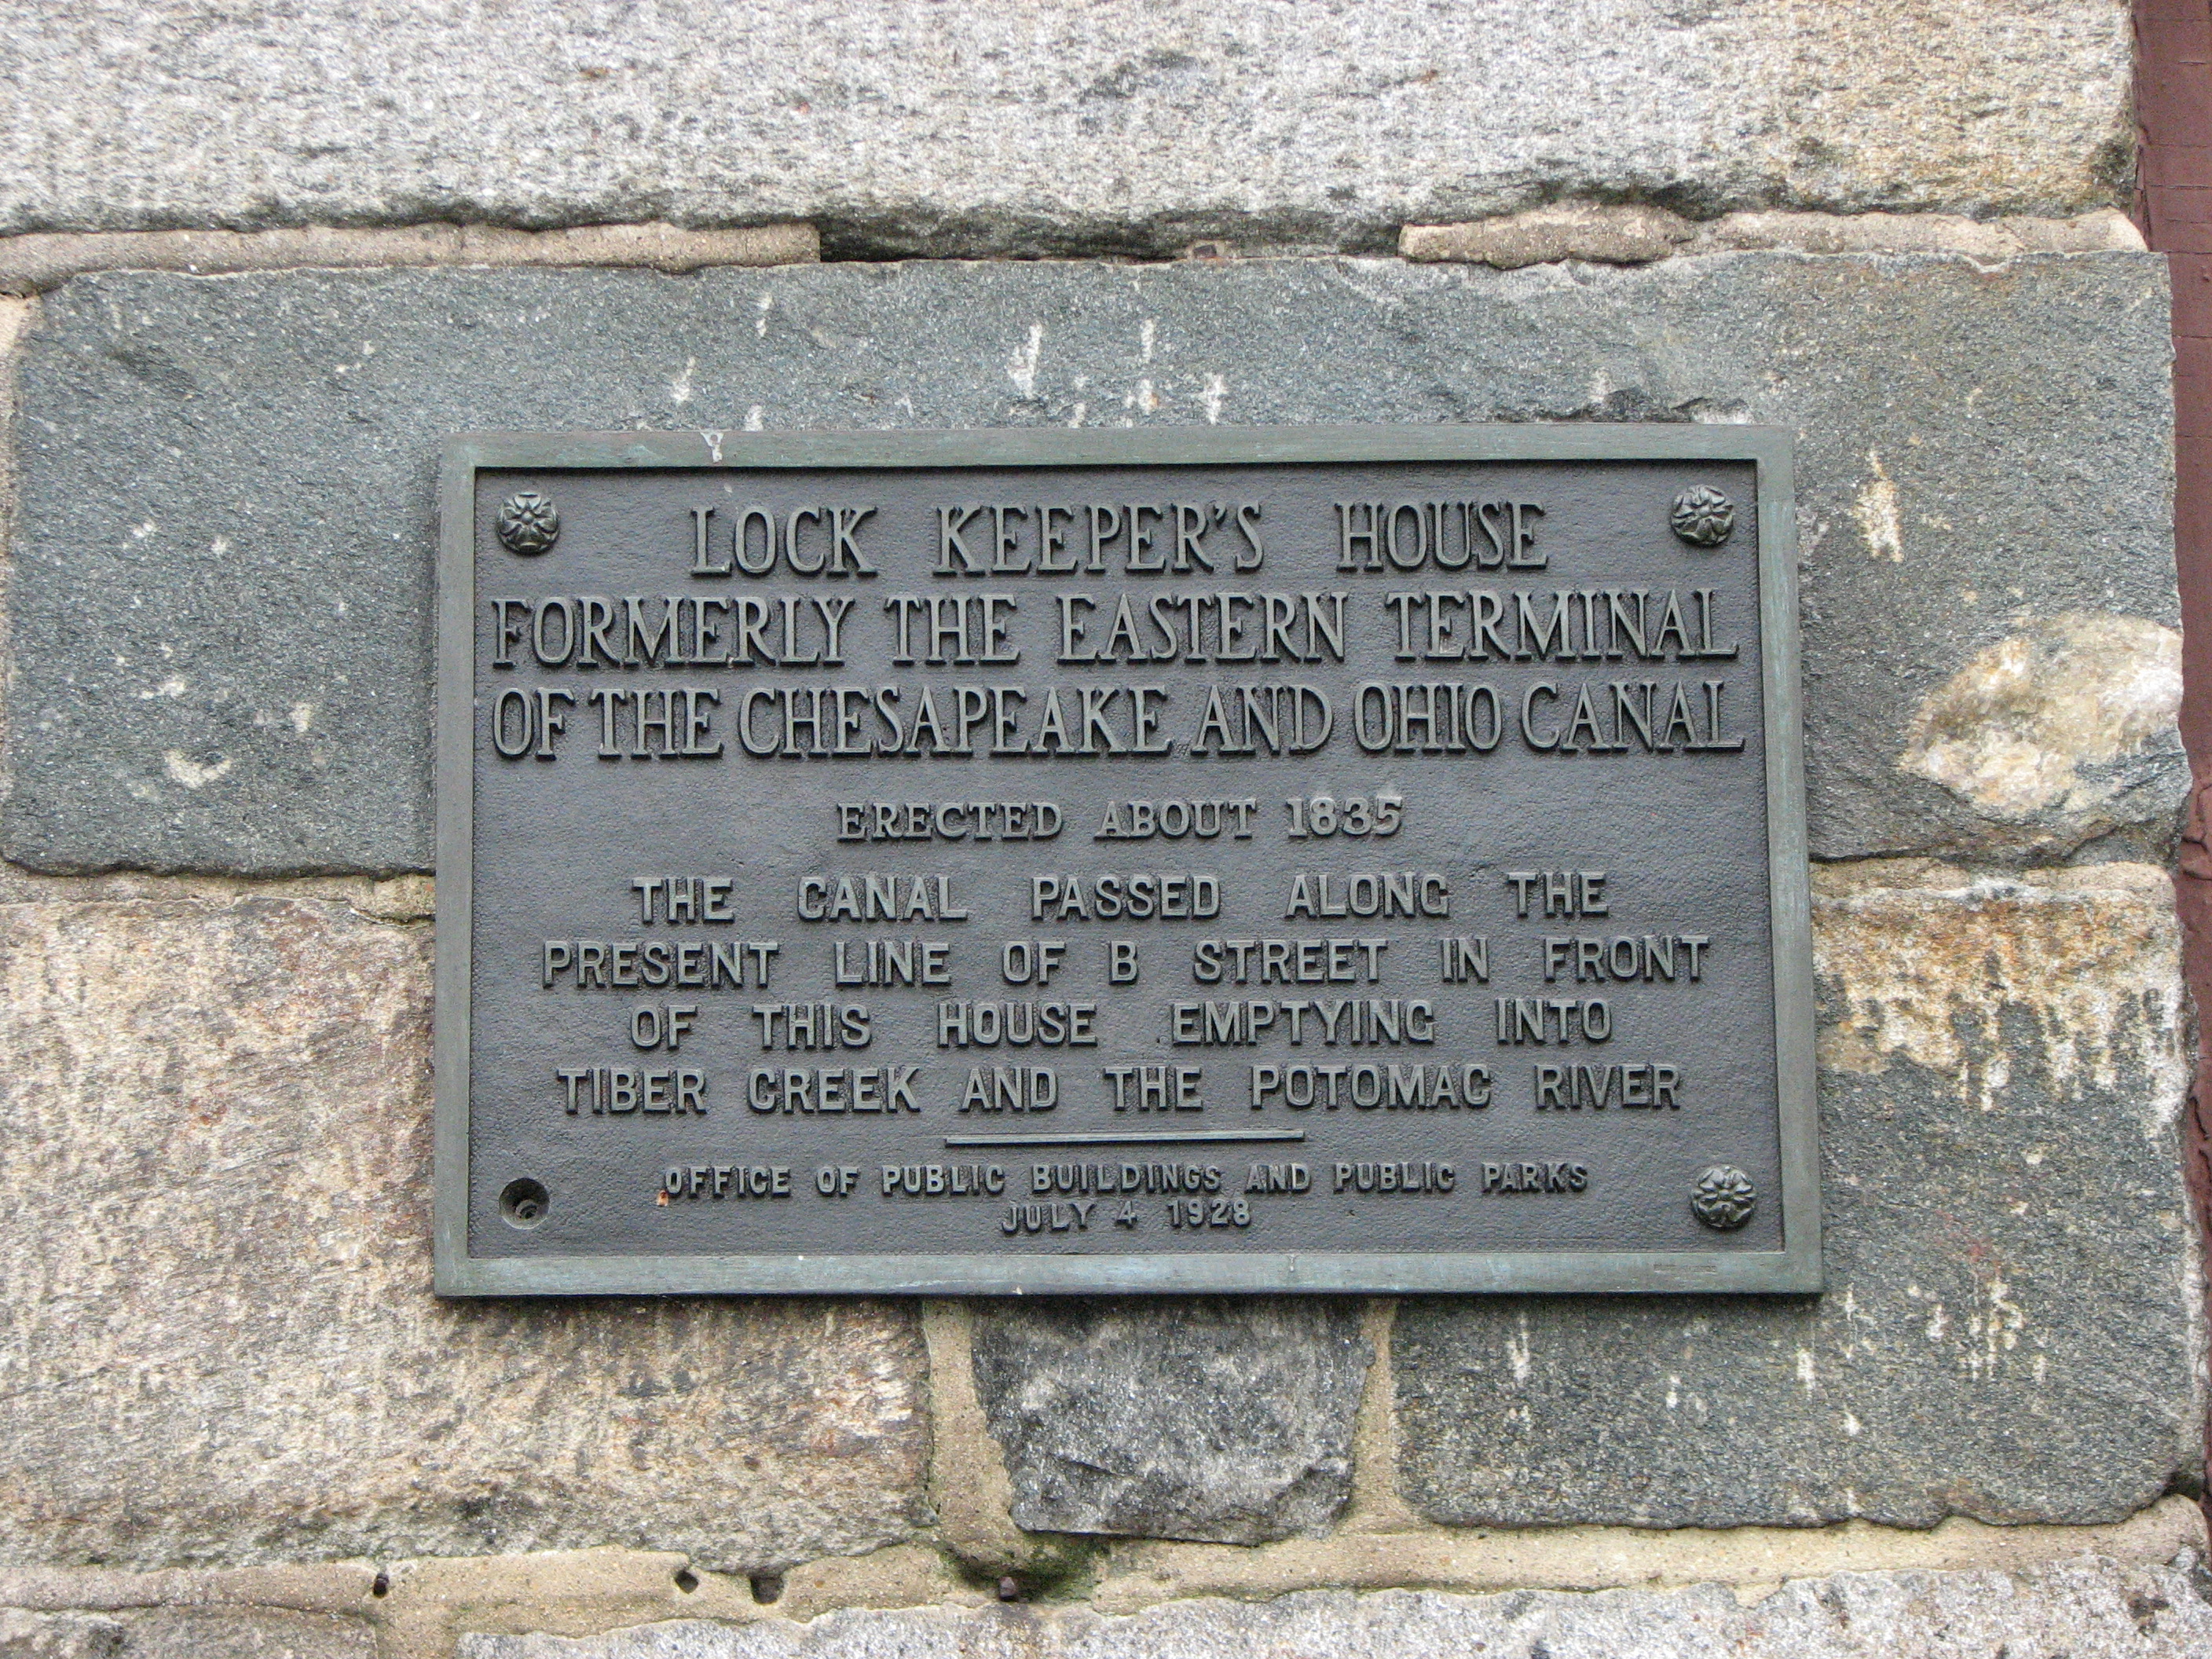 LOCK KEEPER'S HOUSE
FORMERLY THE EASTERN TERMINAL
OF THE CHESAPEAKE AND OHIO CANAL
ERECTED ABOUT 1835
THE CANAL PASSED ALONG THE
PRESENT LINE OF B STREET IN FRONT
OF THIS HOUSE EMPTYING INTO
TIBER CREEK AND THE POTOMAC RIVER
OFFICE OF PUBLIC BUILDINGS AND PUBLIC PARKS
JULY 4 1928